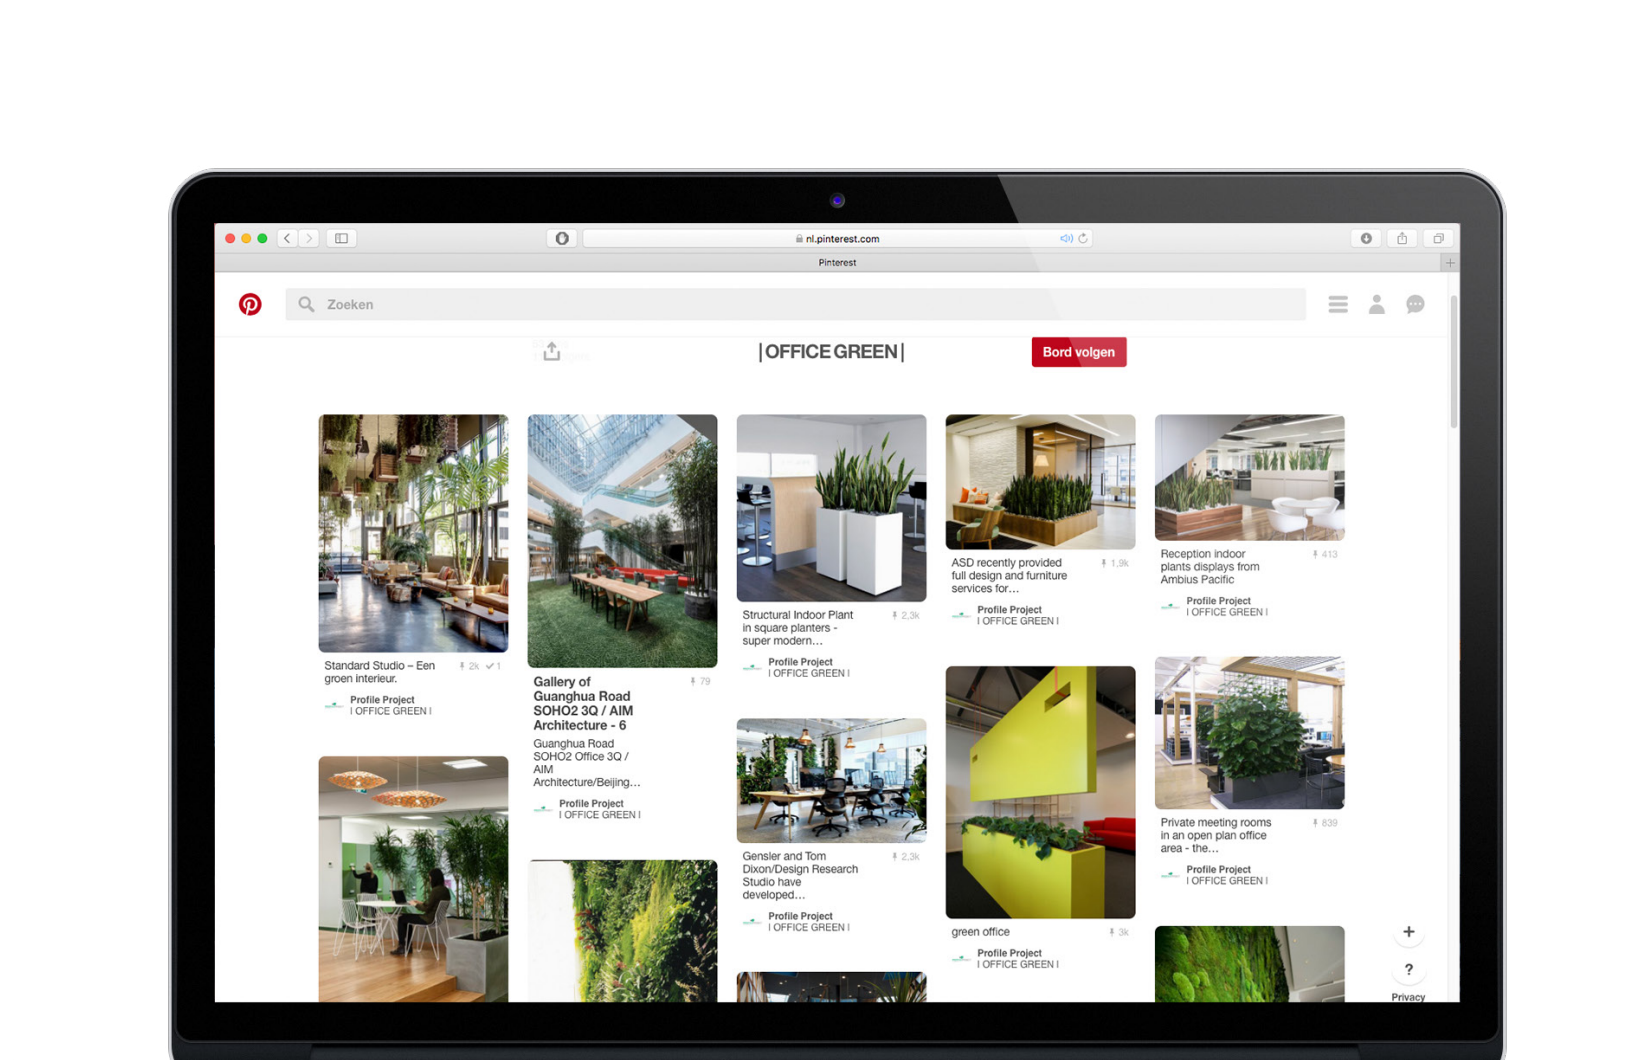 nl.pinterest.com
Pinterest
Zoeken
| OFFICE GREEN |
Bord volgen
Standard Studio – Een
groen interieur.
2k
1
Profile Project
| OFFICE GREEN |
Gallery of
Guanghua Road
SOHO2 3Q / AIM
Architecture - 6
79
Guanghua Road
SOHO2 Office 3Q /
AIM
Architecture/Beijing...
Profile Project
| OFFICE GREEN |
Structural Indoor Plant
in square planters -
super modern...
2,3k
Profile Project
| OFFICE GREEN |
Gensler and Tom
Dixon/Design Research
Studio have
developed...
2,3k
Profile Project
| OFFICE GREEN |
ASD recently provided
full design and furniture
services for...
1,9k
Profile Project
| OFFICE GREEN |
green office
3k
Profile Project
| OFFICE GREEN |
Reception indoor
plants displays from
Ambius Pacific
413
Profile Project
| OFFICE GREEN |
Private meeting rooms
in an open plan office
area - the...
839
Profile Project
| OFFICE GREEN |
+
?
Privacy